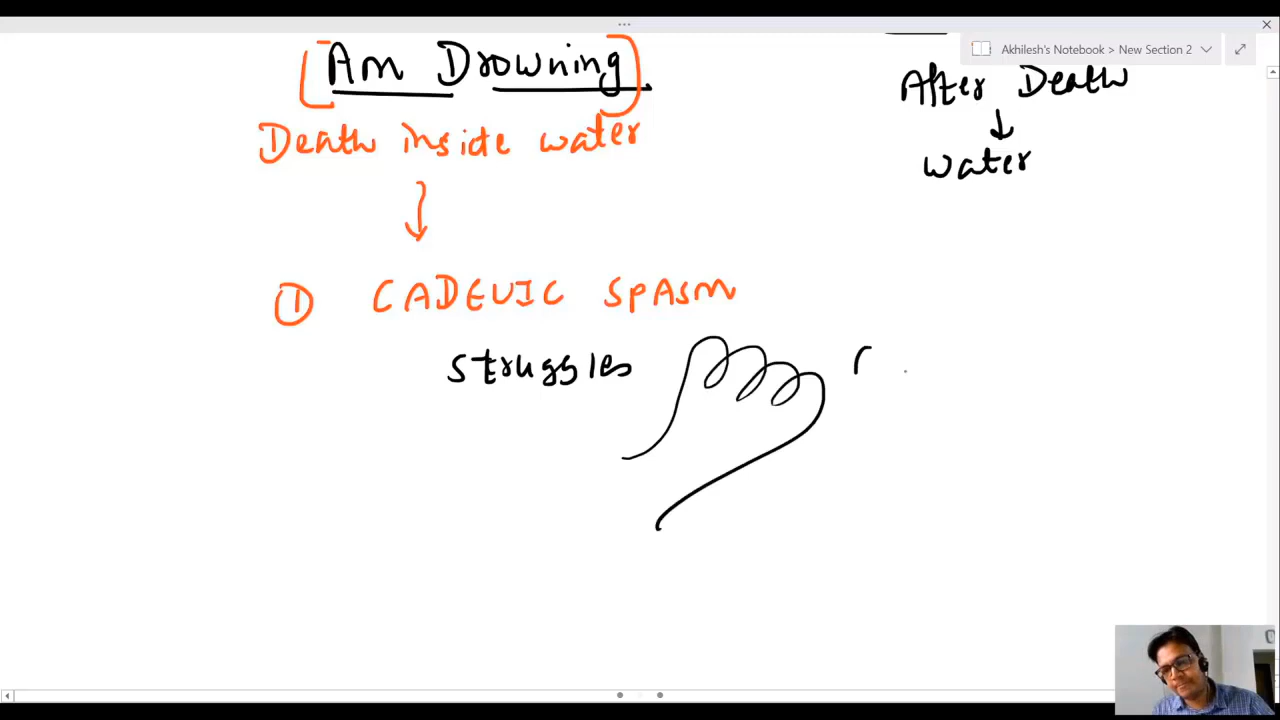 Akhilesh's Notebook > New Section 2
Am Drowning
Death inside water
After Death
water
① CADEVIC SPASM
struggles